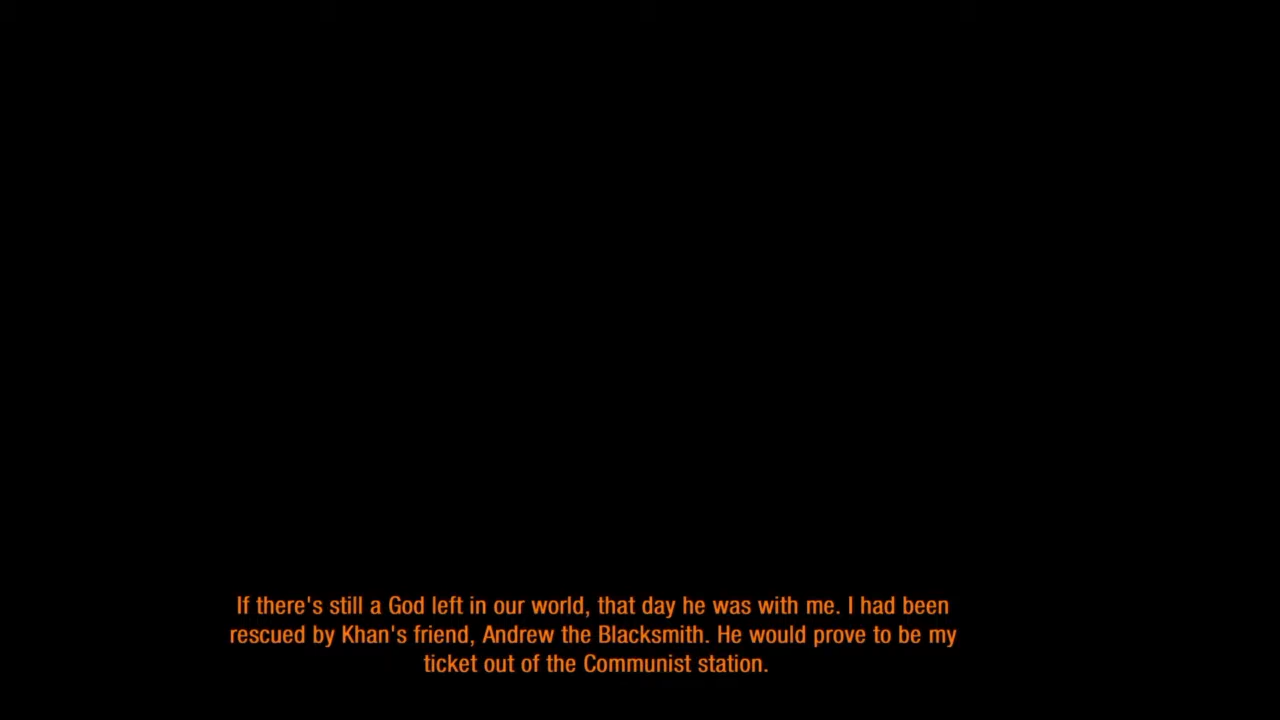 If there's still a God left in our world, that day he was with me. I had been
rescued by Khan's friend, Andrew the Blacksmith. He would prove to be my
ticket out of the Communist station.